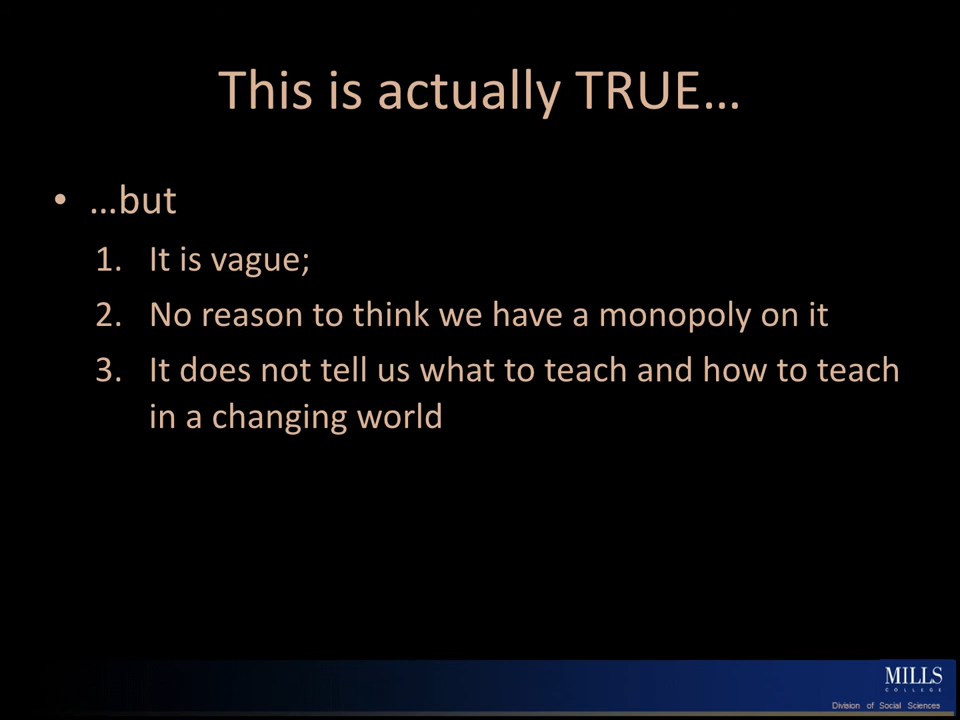 This is actually TRUE…
• …but
1. It is vague;
2. No reason to think we have a monopoly on it
3. It does not tell us what to teach and how to teach
in a changing world
MILLS
COLLEGE
Division of Social Sciences